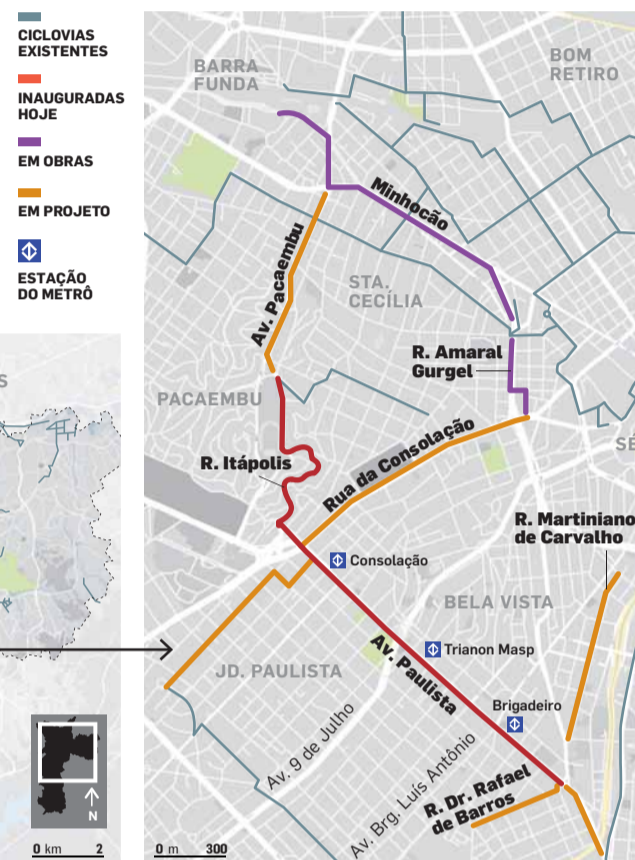 CICLOVIAS
EXISTENTES
INAUGURADAS
HOJE
EM OBRAS
EM PROJETO
ESTAÇÃO
DO METRÔ
S
N
0 km 2
BARRA
FUNDA
BOM
RETIRO
Minhocão
Av. Pacaembu
STA.
CECÍLIA
R. Amaral
Gurgel
PACAEMBU
Rua da Consolação
SÉ
R. Itápolis
R. Martiniano
de Carvalho
Consolação
BELA VISTA
Trianon Masp
Av. Paulista
JD. PAULISTA
Brigadeiro
Av. 9 de Julho
Av. Brg. Luís Antônio
R. Dr. Rafael
de Barros
0 m 300